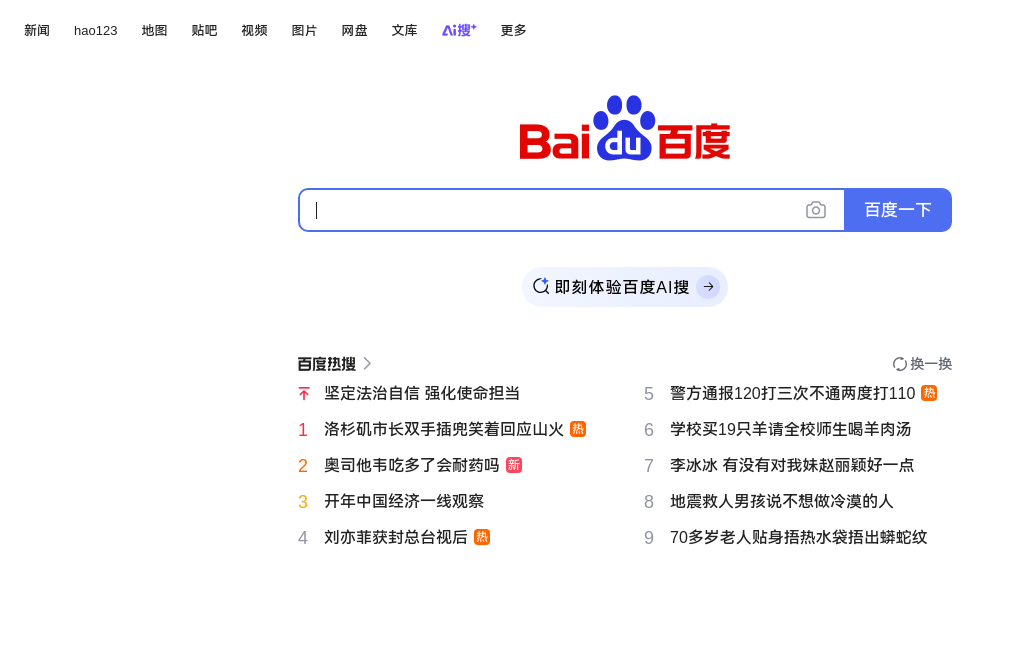 新闻 hao123 地图 贴吧 视频 图片 网盘 文库 Ai搜+ 更多
Bai du 百度
百度一下
即刻体验百度AI搜
百度热搜 换一换
坚定法治自信 强化使命担当
1 洛杉矶市长双手插兜笑着回应山火 热
2 奥司他韦吃多了会耐药吗 新
3 开年中国经济一线观察
4 刘亦菲获封总台视后 热
5 警方通报120打三次不通两度打110 热
6 学校买19只羊请全校师生喝羊肉汤
7 李冰冰 有没有对我妹赵丽颖好一点
8 地震救人男孩说不想做冷漠的人
9 70多岁老人贴身捂热水袋捂出蟒蛇纹